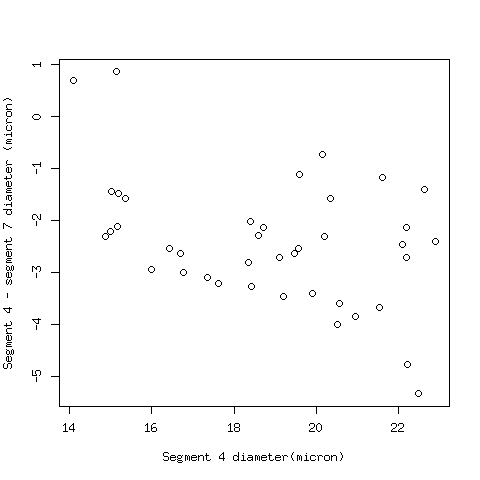 Segment 4 - segment 7 diameter (micron)
1
0
-1
-2
-3
-4
-5
14 16 18 20 22
Segment 4 diameter(micron)